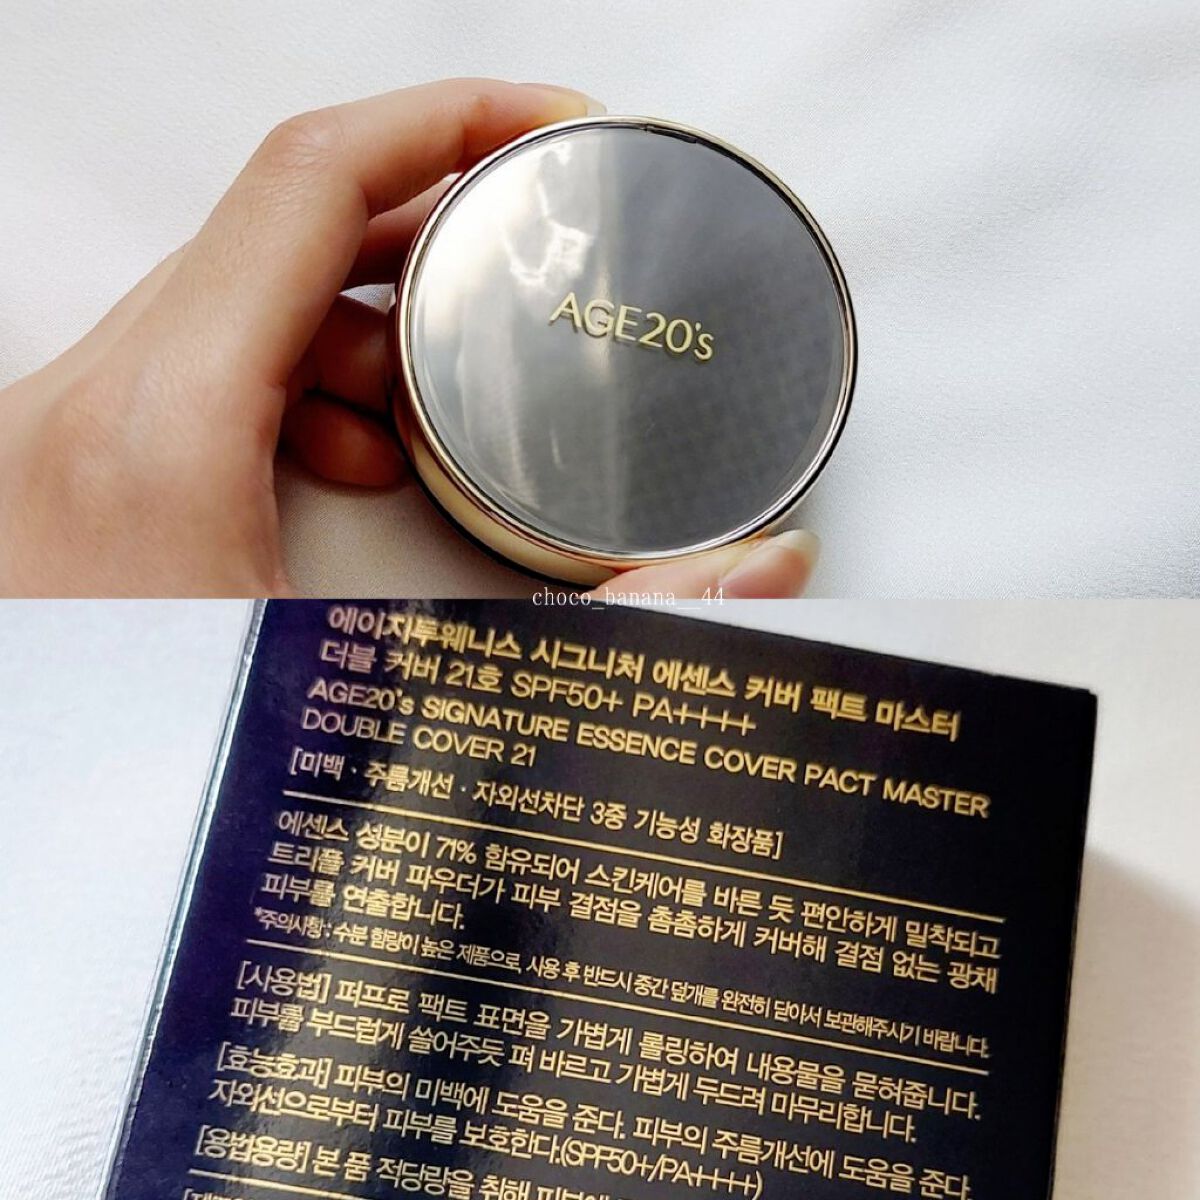 AGE20's
choco_banana__44
에이지투웨니스 시그니처 에센스 커버 팩트 마스터
더블 커버 21호 SPF50+ PA++++
AGE20's SIGNATURE ESSENCE COVER PACT MASTER
DOUBLE COVER 21
[미백 · 주름개선 · 자외선차단 3중 기능성 화장품]
에센스 성분이 71% 함유되어 스킨케어를 바른 듯 편안하게 밀착되고
트리플 커버 파우더가 피부 결점을 촘촘하게 커버해 결점 없는 광채
피부를 연출합니다.
*주의사항 : 수분 함량이 높은 제품으로, 사용 후 반드시 중간 덮개를 완전히 닫아서 보관해주시기 바랍니다.
[사용법] 퍼프로 팩트 표면을 가볍게 롤링하여 내용물을 묻혀줍니다.
피부를 부드럽게 쓸어주듯 펴 바르고 가볍게 두드려 마무리합니다.
[효능효과] 피부의 미백에 도움을 준다. 피부의 주름개선에 도움을 준다.
자외선으로부터 피부를 보호한다.(SPF50+/PA++++)
[용법용량] 본 품 적당량을 취해 피부에